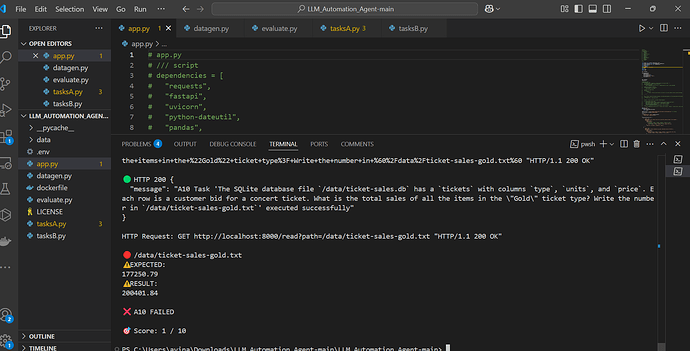 File Edit Selection View Go ...
LLM_Automation_Agent-main
EXPLORER
OPEN EDITORS
app.py 1
datagen.py
evaluate.py
tasksA.py 3
tasksB.py
LLM_AUTOMATION_AGEN...
__pycache__
data
.env
app.py 1
datagen.py
dockerfile
evaluate.py
LICENSE
tasksA.py 3
tasksB.py
OUTLINE
TIMELINE
app.py 1
datagen.py
evaluate.py
tasksA.py 3
tasksB.py
app.py > ...
1 # app.py
2 # /// script
3 # dependencies = [
4 # "requests",
5 # "fastapi",
6 # "uvicorn",
7 # "python-dateutil",
8 # "pandas",
PROBLEMS 4 OUTPUT DEBUG CONSOLE TERMINAL PORTS COMMENTS
pwsh
the+items+in+the+%22Gold%22+ticket+type%3F+Write+the+number+in+%60%2Fdata%2Fticket-sales-gold.txt%60 "HTTP/1.1 200 OK"
HTTP 200 {
"message": "A10 Task 'The SQLite database file `/data/ticket-sales.db` has a `tickets` with columns `type`, `units`, and `price`. E
ach row is a customer bid for a concert ticket. What is the total sales of all the items in the \"Gold\" ticket type? Write the numbe
r in `/data/ticket-sales-gold.txt`' executed successfully"
}
HTTP Request: GET http://localhost:8000/read?path=/data/ticket-sales-gold.txt "HTTP/1.1 200 OK"
/data/ticket-sales-gold.txt
EXPECTED:
177250.79
RESULT:
200401.84
A10 FAILED
Score: 1 / 10
PS C:\Users\avina\Downloads\LLM_Automation_Agent-main\LLM_Automation_Agent-main>
2
1